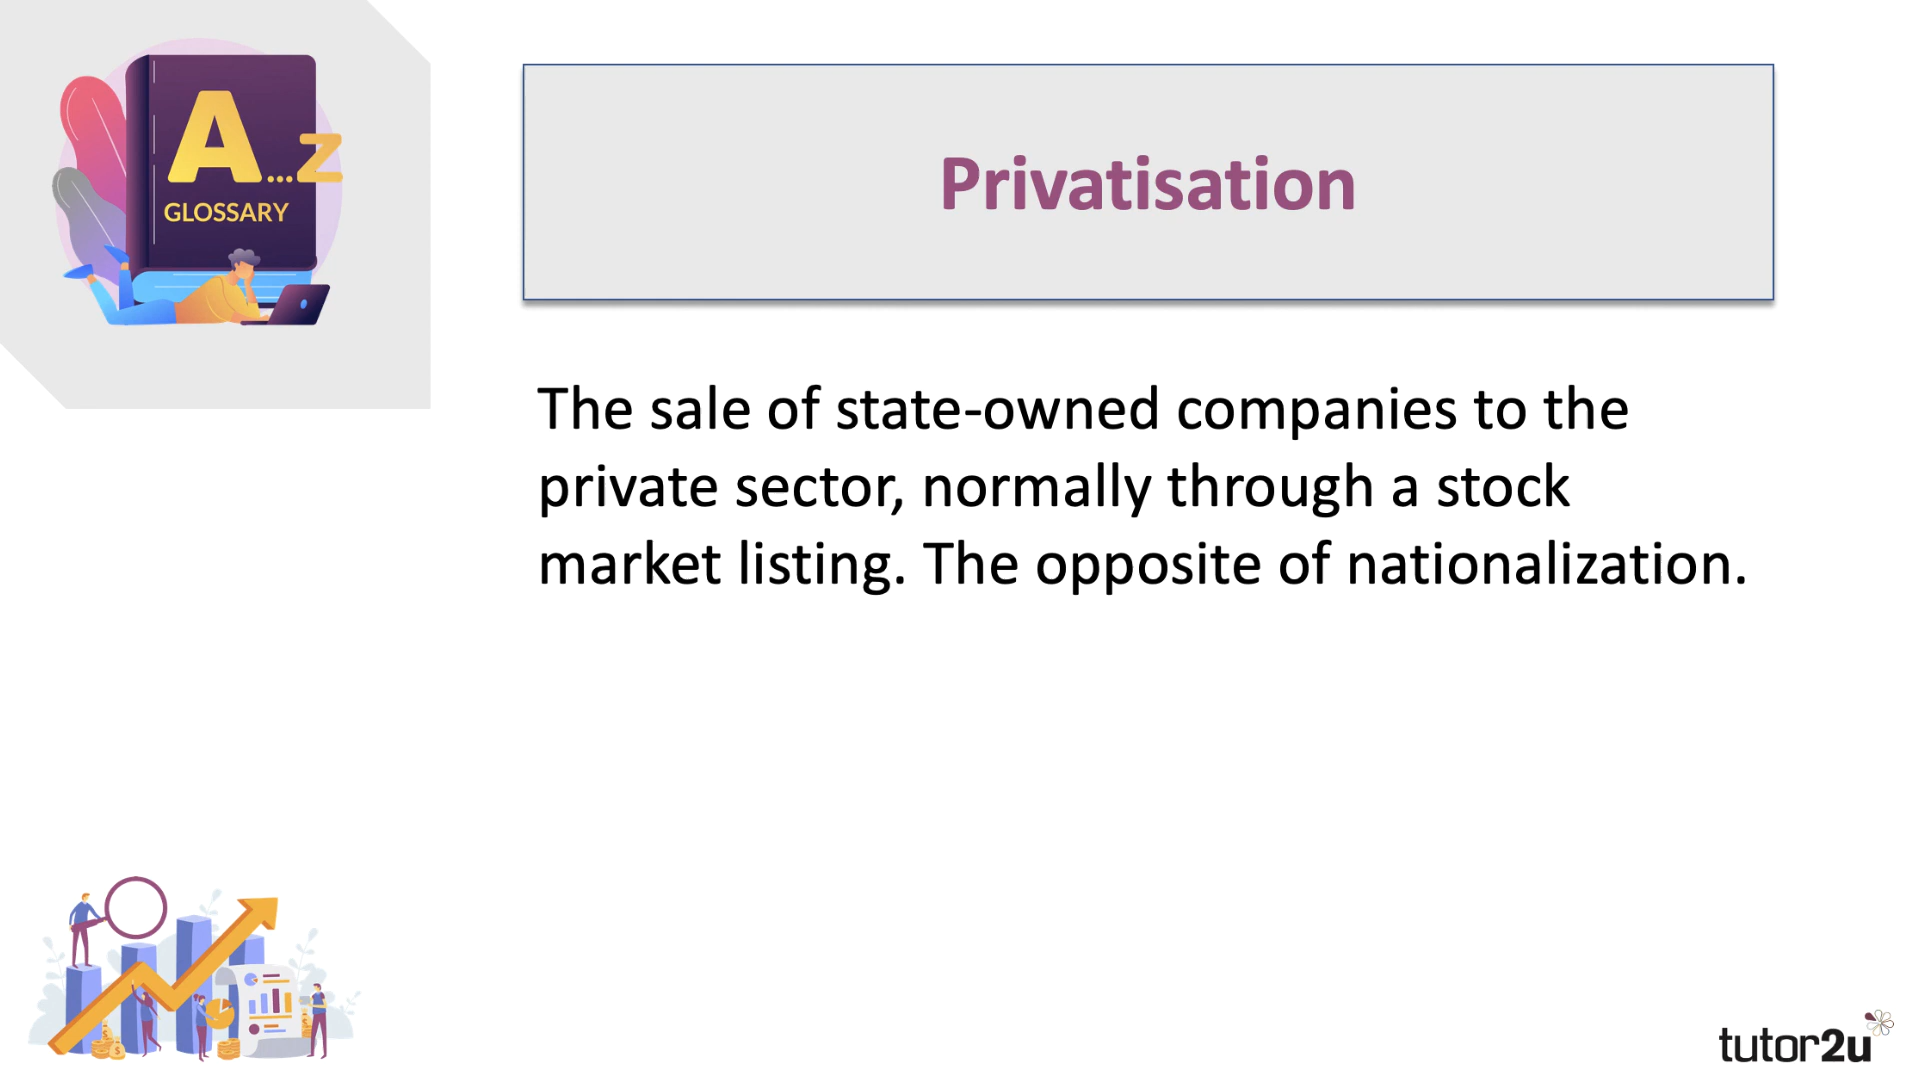 A...Z
GLOSSARY
Privatisation
The sale of state-owned companies to the
private sector, normally through a stock
market listing. The opposite of nationalization.
tutor2u